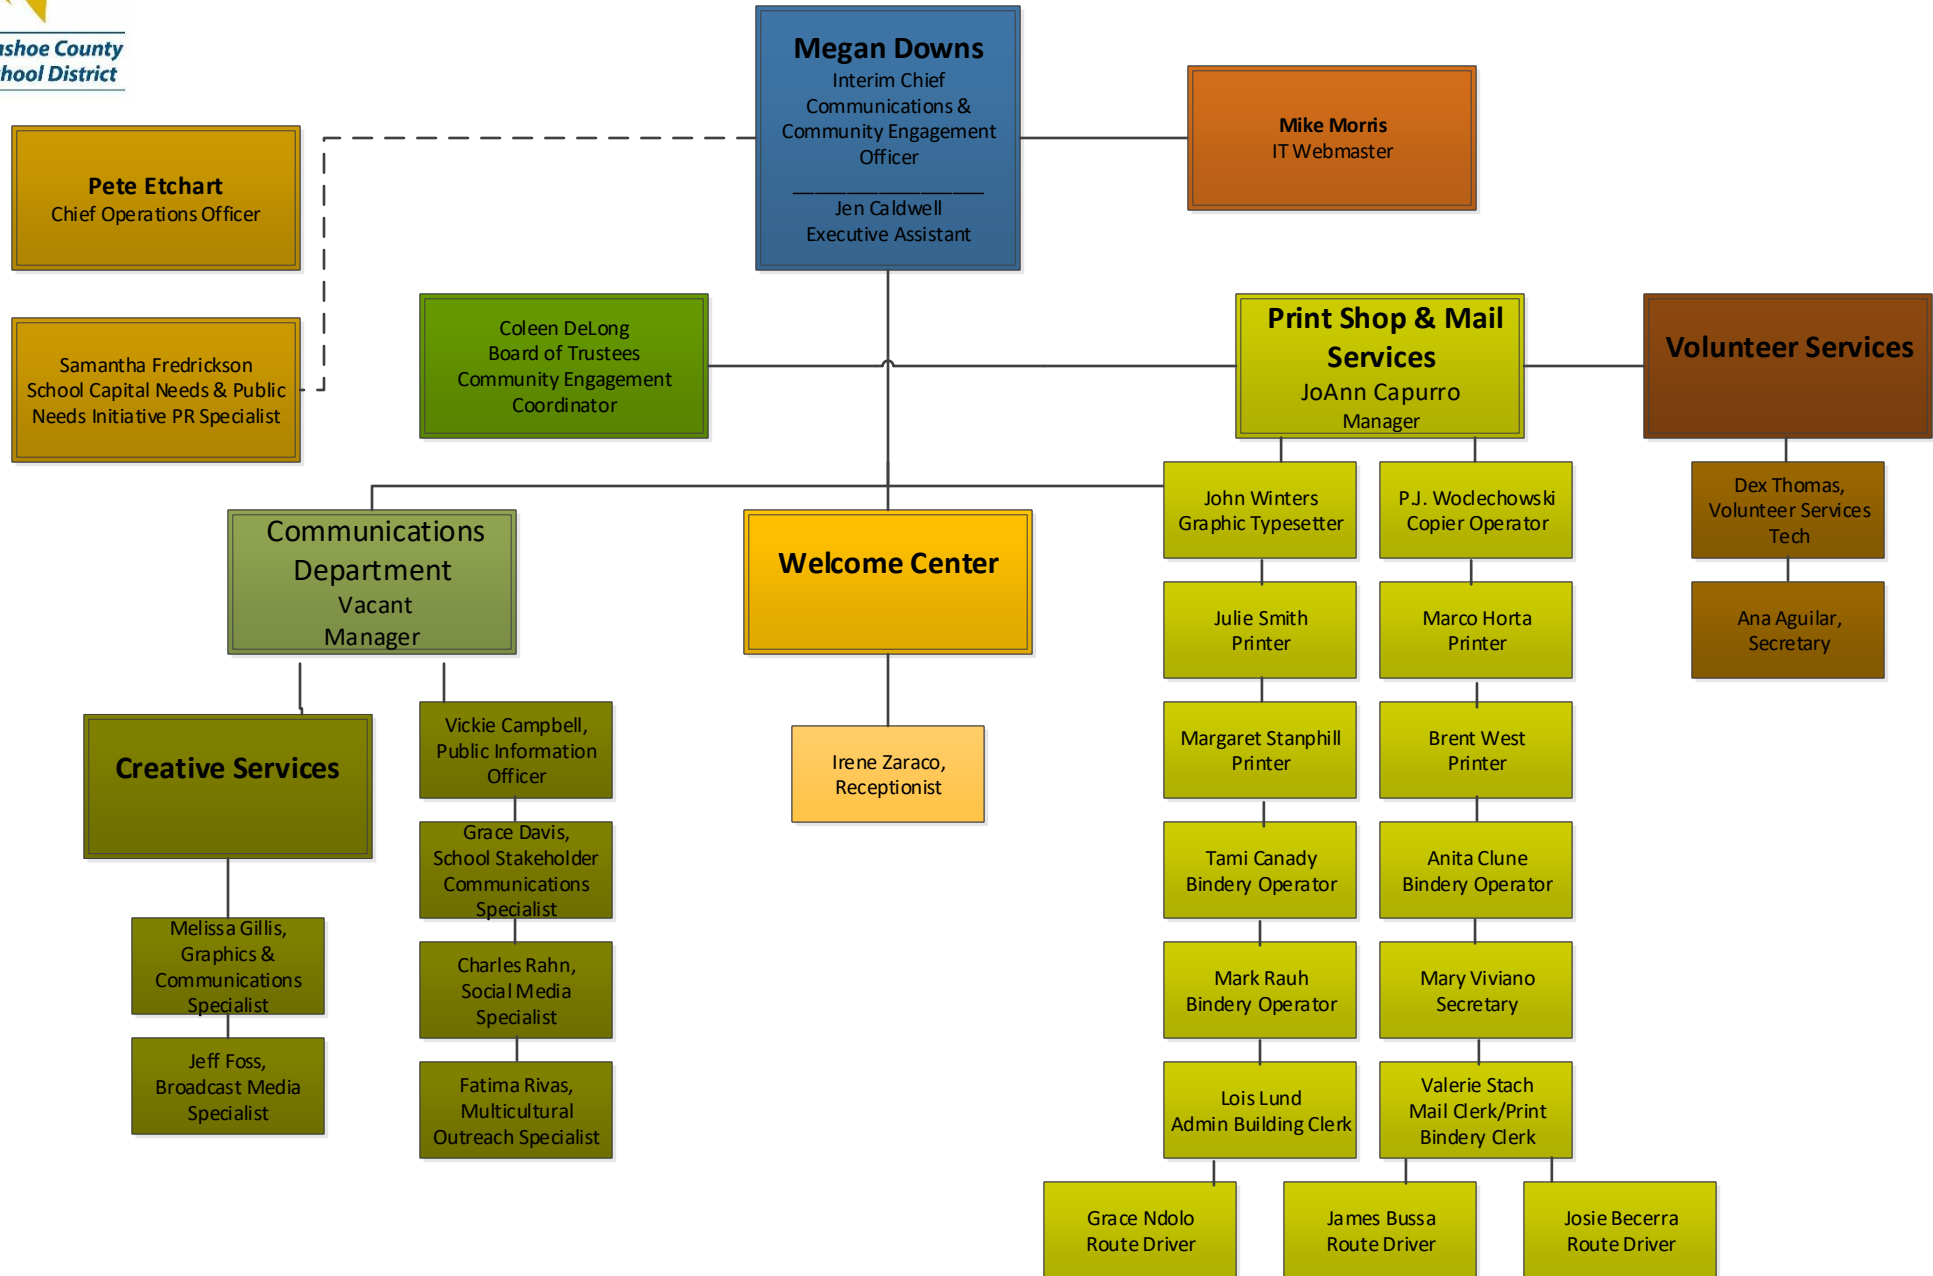 ashoe County
hool District
Megan Downs
Interim Chief
Communications &
Community Engagement
Officer
Jen Caldwell
Executive Assistant
Mike Morris
IT Webmaster
Pete Etchart
Chief Operations Officer
Samantha Fredrickson
School Capital Needs & Public
Needs Initiative PR Specialist
Coleen DeLong
Board of Trustees
Community Engagement
Coordinator
Print Shop & Mail
Services
JoAnn Capurro
Manager
Volunteer Services
Communications
Department
Vacant
Manager
Welcome Center
Irene Zaraco,
Receptionist
Creative Services
Melissa Gillis,
Graphics &
Communications
Specialist
Jeff Foss,
Broadcast Media
Specialist
Vickie Campbell,
Public Information
Officer
Grace Davis,
School Stakeholder
Communications
Specialist
Charles Rahn,
Social Media
Specialist
Fatima Rivas,
Multicultural
Outreach Specialist
John Winters
Graphic Typesetter
Julie Smith
Printer
Margaret Stanphill
Printer
Tami Canady
Bindery Operator
Mark Rauh
Bindery Operator
Lois Lund
Admin Building Clerk
P.J. Woclechowski
Copier Operator
Marco Horta
Printer
Brent West
Printer
Anita Clune
Bindery Operator
Mary Viviano
Secretary
Valerie Stach
Mail Clerk/Print
Bindery Clerk
Grace Ndolo
Route Driver
James Bussa
Route Driver
Josie Becerra
Route Driver
Dex Thomas,
Volunteer Services
Tech
Ana Aguilar,
Secretary